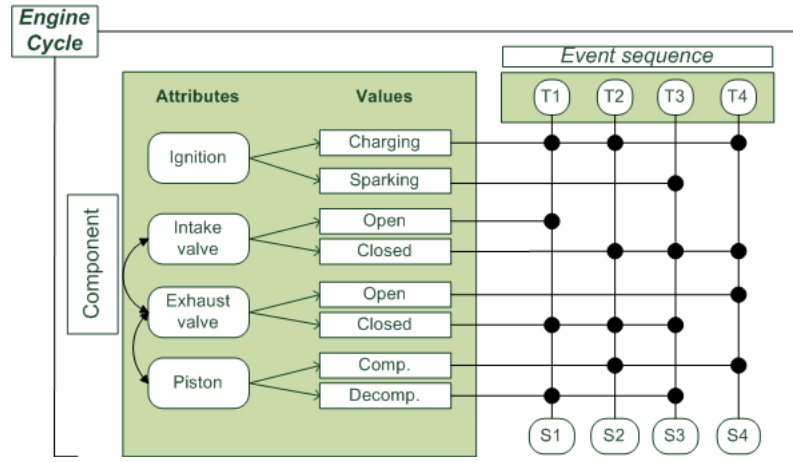 Engine
Cycle
Event sequence
Attributes
Values
T1
T2
T3
T4
Ignition
Charging
Sparking
Component
Intake
valve
Open
Closed
Exhaust
valve
Open
Closed
Piston
Comp.
Decomp.
S1
S2
S3
S4